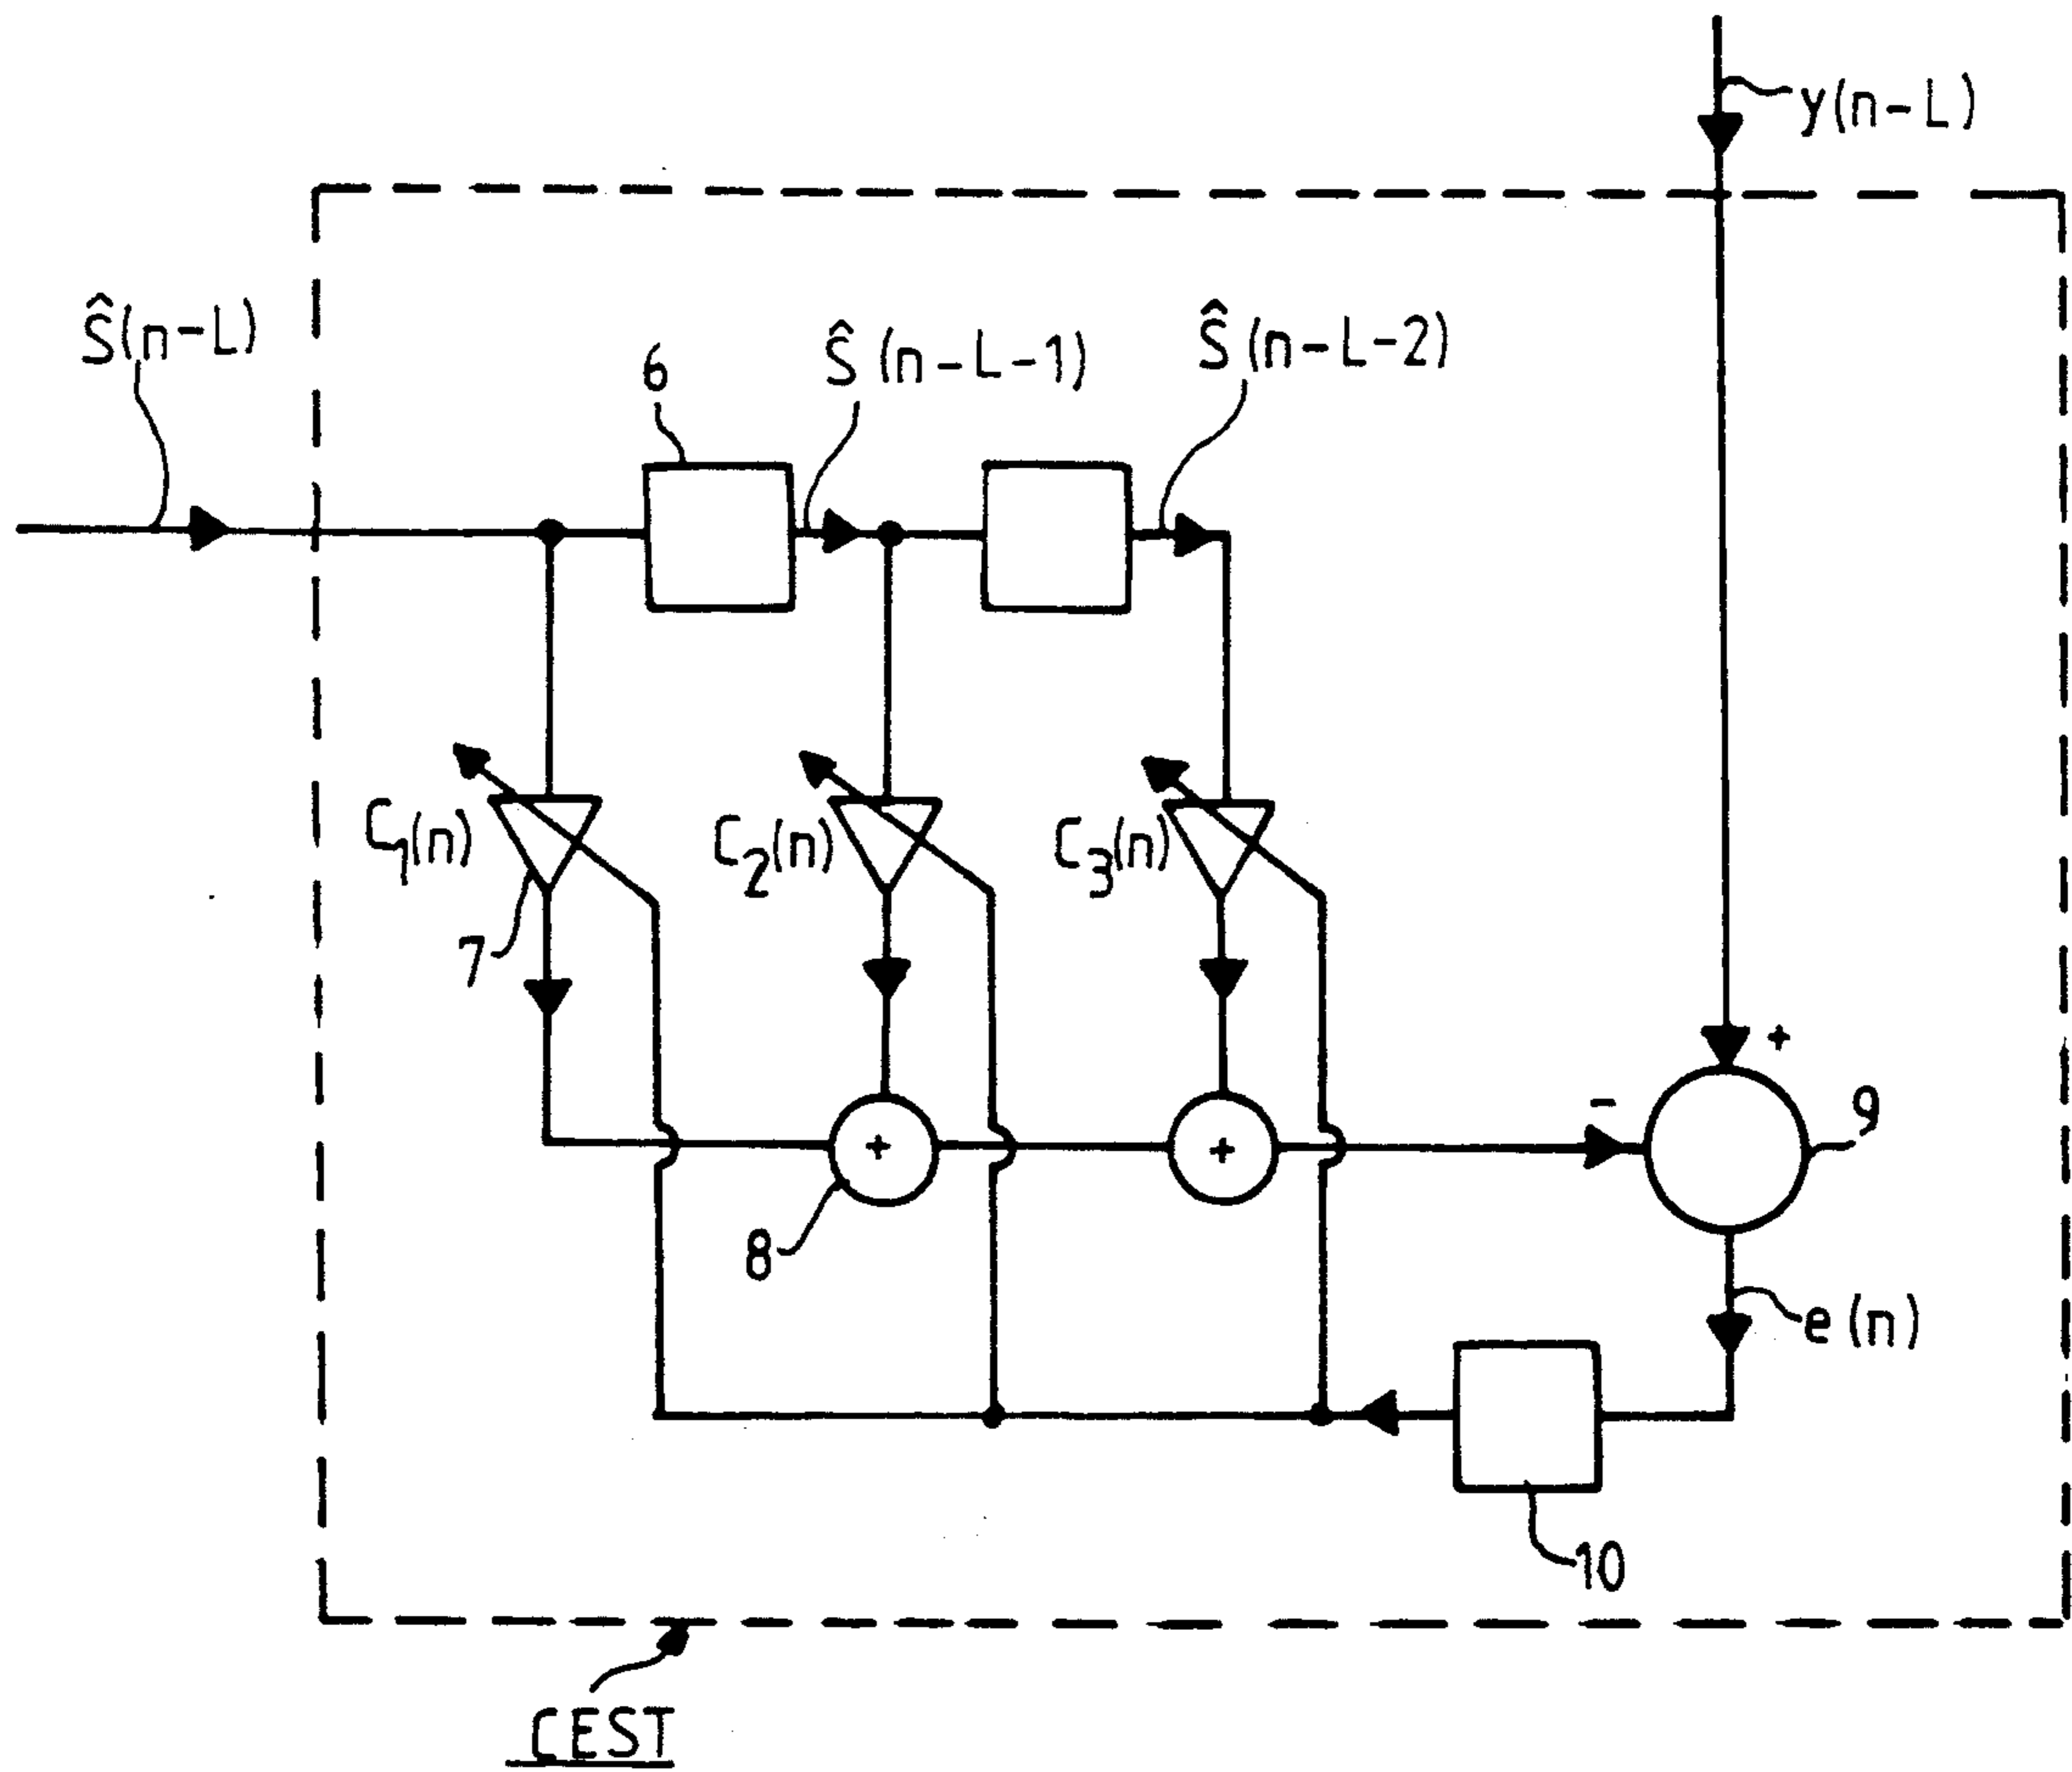 y(n-L)
Ŝ(n-L)
6
Ŝ(n-L-1)
Ŝ(n-L-2)
C₁(n)
C₂(n)
C₃(n)
7
+
-
9
+
+
8
e(n)
10
CEST